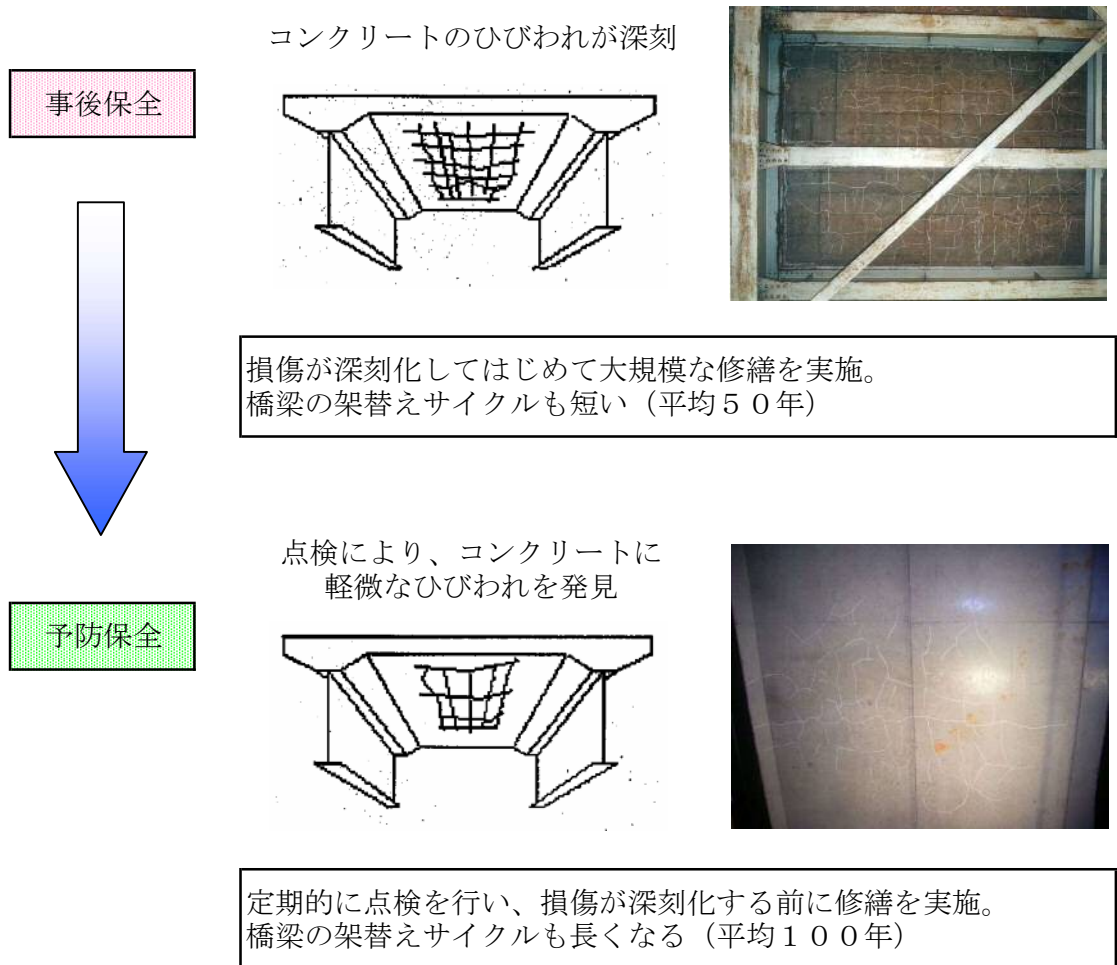 コンクリートのひびわれが深刻
事後保全
損傷が深刻化してはじめて大規模な修繕を実施。
橋梁の架替えサイクルも短い（平均５０年）
点検により、コンクリートに
軽微なひびわれを発見
予防保全
定期的に点検を行い、損傷が深刻化する前に修繕を実施。
橋梁の架替えサイクルも長くなる（平均１００年）